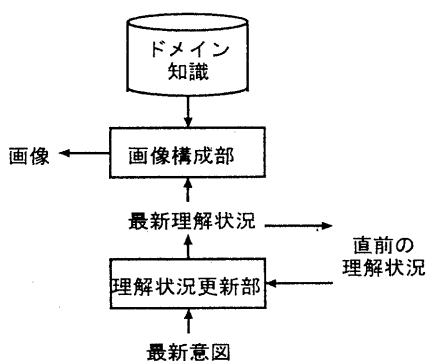 ドメイン
知識
画像
画像構成部
最新理解状況
直前の
理解状況
理解状況更新部
最新意図